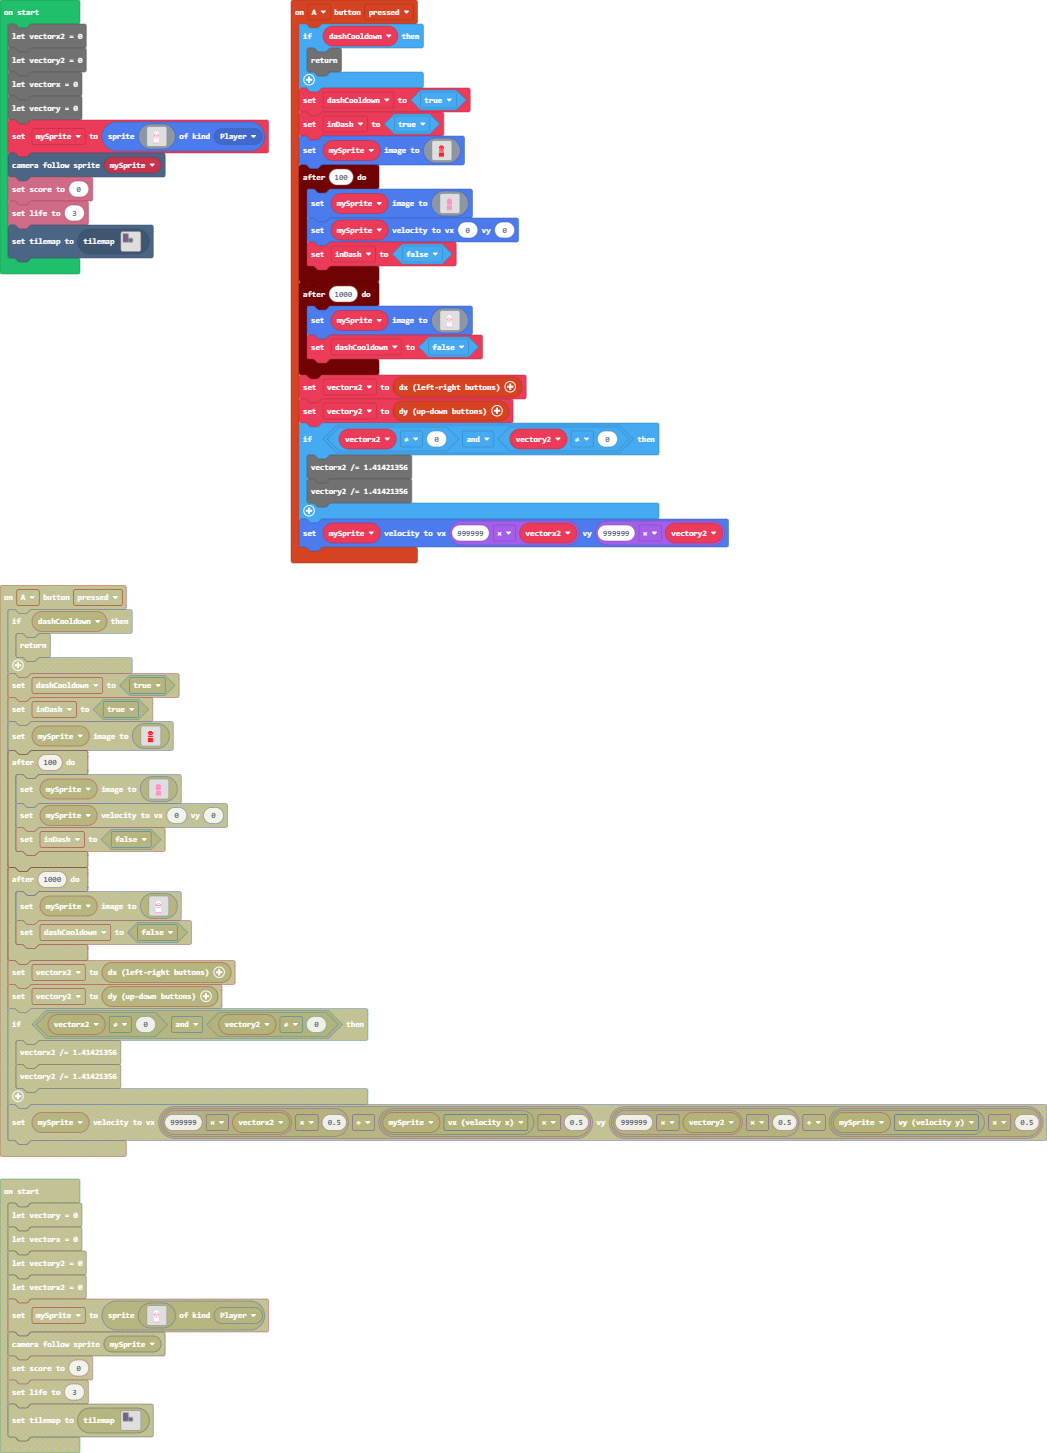 on start
let vectorx2 = 0
let vectory2 = 0
let vectorx = 0
let vectory = 0
set mySprite to sprite of kind Player
camera follow sprite mySprite
set score to 0
set life to 3
set tilemap to tilemap
on A button pressed
if dashCooldown then
return
set dashCooldown to true
set inDash to true
set mySprite image to
after 100 do
set mySprite image to
set mySprite velocity to vx 0 vy 0
set inDash to false
after 1000 do
set mySprite image to
set dashCooldown to false
set vectorx2 to dx (left-right buttons)
set vectory2 to dy (up-down buttons)
if vectorx2 ≠ 0 and vectory2 ≠ 0 then
vectorx2 /= 1.41421356
vectory2 /= 1.41421356
set mySprite velocity to vx 999999 × vectorx2 vy 999999 × vectory2
on A button pressed
if dashCooldown then
return
set dashCooldown to true
set inDash to true
set mySprite image to
after 100 do
set mySprite image to
set mySprite velocity to vx 0 vy 0
set inDash to false
after 1000 do
set mySprite image to
set dashCooldown to false
set vectorx2 to dx (left-right buttons)
set vectory2 to dy (up-down buttons)
if vectorx2 ≠ 0 and vectory2 ≠ 0 then
vectorx2 /= 1.41421356
vectory2 /= 1.41421356
set mySprite velocity to vx 999999 × vectorx2 × 0.5 + mySprite vx (velocity x) × 0.5 vy 999999 × vectory2 × 0.5 + mySprite vy (velocity y) × 0.5
on start
let vectory = 0
let vectorx = 0
let vectory2 = 0
let vectorx2 = 0
set mySprite to sprite of kind Player
camera follow sprite mySprite
set score to 0
set life to 3
set tilemap to tilemap